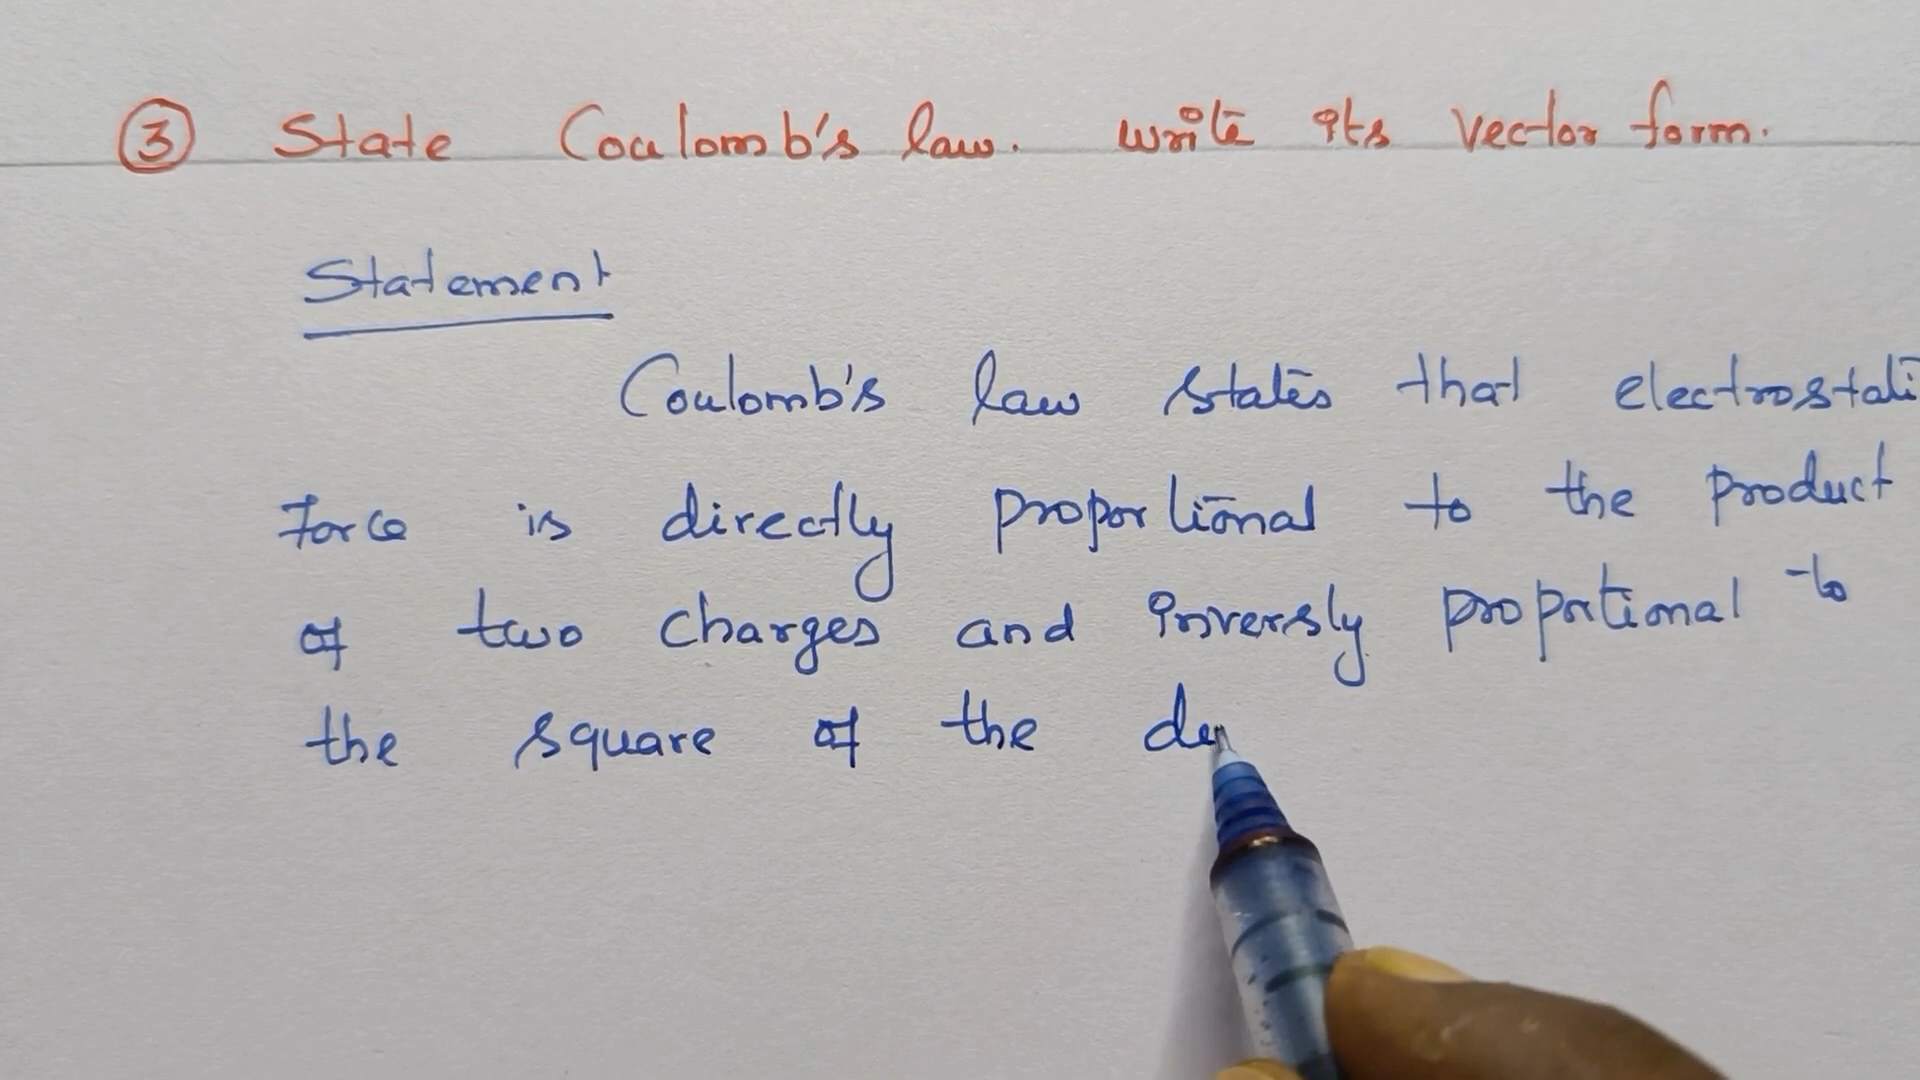 3 State Coulomb's law. write its vector form.
Statement
Coulomb's law states that electrostati
force is directly proportional to the product
of two charges and inversly proportional to
the square of the